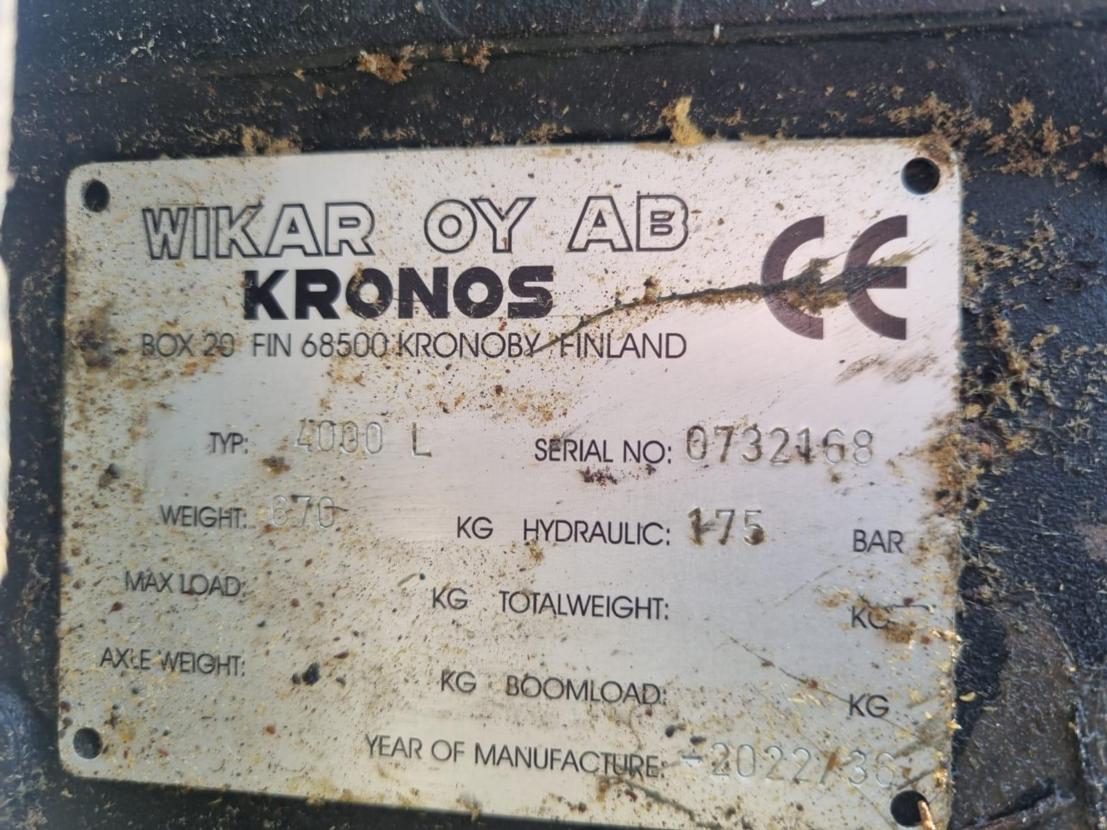 WIKAR OY AB
KRONOS
CE
BOX 20 FIN 68500 KRONOBY FINLAND
TYP: 4000 L SERIAL NO: 0732168
WEIGHT: 670 KG HYDRAULIC: 175 BAR
MAX LOAD: KG TOTALWEIGHT: KG
AXLE WEIGHT: KG BOOMLOAD: KG
YEAR OF MANUFACTURE: -2022/36